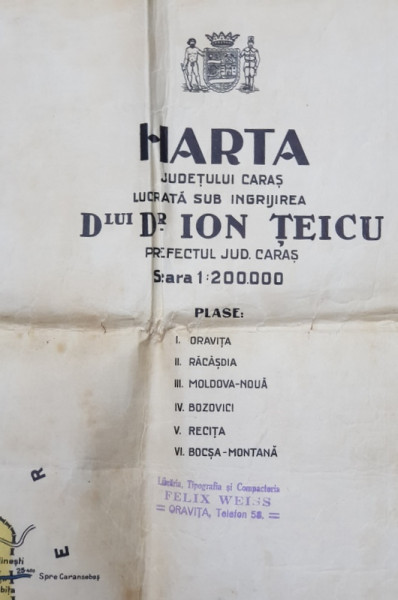 HARTA
JUDEȚULUI CARAȘ
LUCRATĂ SUB INGRIJIREA
DLUI DR ION ȚEICU
PREFECTUL JUD. CARAȘ
Scara 1:200.000
PLASE:
I. ORAVIȚA
II. RĂCĂȘDIA
III. MOLDOVA-NOUĂ
IV. BOZOVICI
V. RECIȚA
VI. BOCȘA-MONTANĂ
Librăria, Tipografia și Compactoria
FELIX WEISS
= ORAVIȚA, Telefon 58. =
R
E
Spre Caransebeș